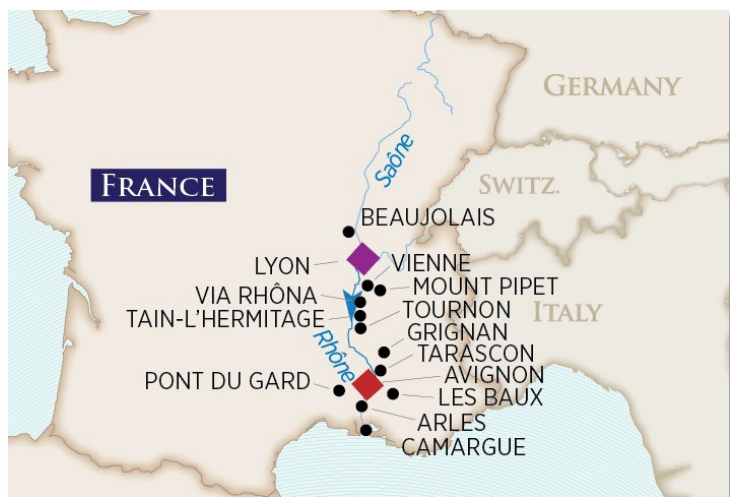 GERMANY
Saône
SWITZ.
FRANCE
BEAUJOLAIS
LYON
VIENNE
MOUNT PIPET
VIA RHÔNA
TOURNON
ITALY
TAIN-L'HERMITAGE
GRIGNAN
Rhône
TARASCON
AVIGNON
PONT DU GARD
LES BAUX
ARLES
CAMARGUE